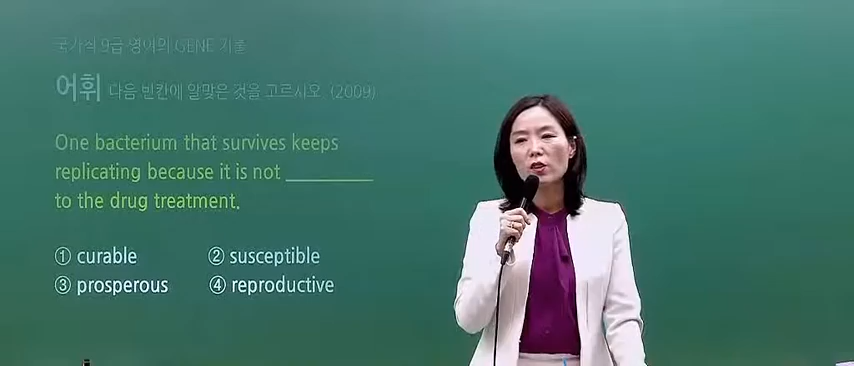 국가직 9급 영어의 GENE 기출
어휘 다음 빈칸에 알맞은 것을 고르시오. (2009)
One bacterium that survives keeps
replicating because it is not ________
to the drug treatment.
① curable ② susceptible
③ prosperous ④ reproductive